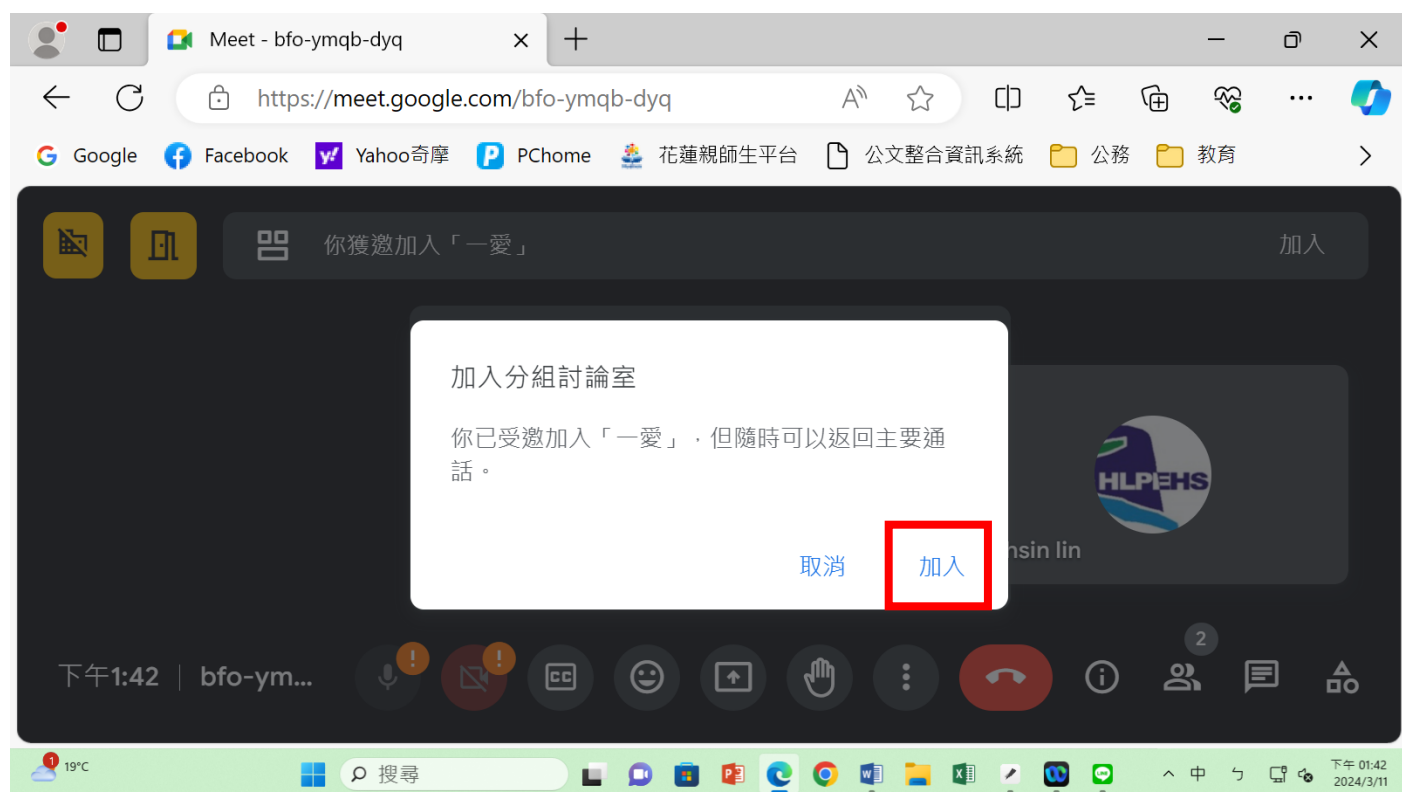 Meet - bfo-ymqb-dyq
https://meet.google.com/bfo-ymqb-dyq
Google Facebook Yahoo奇摩 PChome 花蓮親師生平台 公文整合資訊系統 公務 教育
你獲邀加入「一愛」 加入
加入分組討論室
你已受邀加入「一愛」，但隨時可以返回主要通
話。
取消 加入
HLPEHS
hsin lin
2
下午1:42 | bfo-ym...
CC
1 19°C 搜尋 中 ㄅ 下午 01:42
2024/3/11